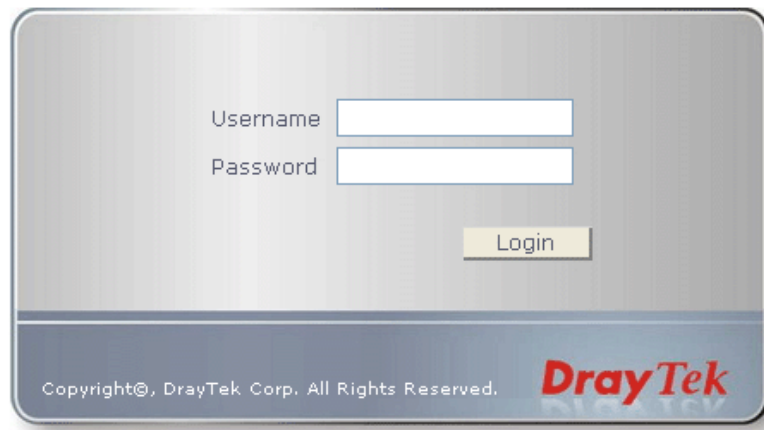 Username
Password
Login
Copyright©, DrayTek Corp. All Rights Reserved.
DrayTek